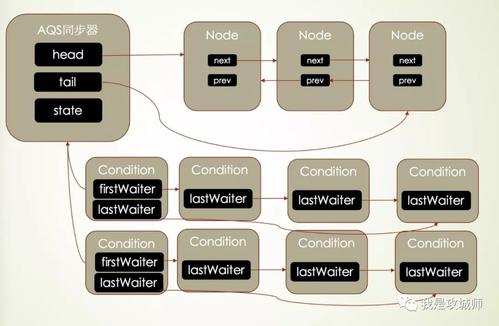 AQS同步器
head
tail
state
Node
next
prev
Node
next
prev
Node
next
prev
Condition
firstWaiter
lastWaiter
Condition
lastWaiter
Condition
lastWaiter
Condition
lastWaiter
Condition
firstWaiter
lastWaiter
Condition
lastWaiter
Condition
lastWaiter
Condition
lastWaiter
我是攻城师